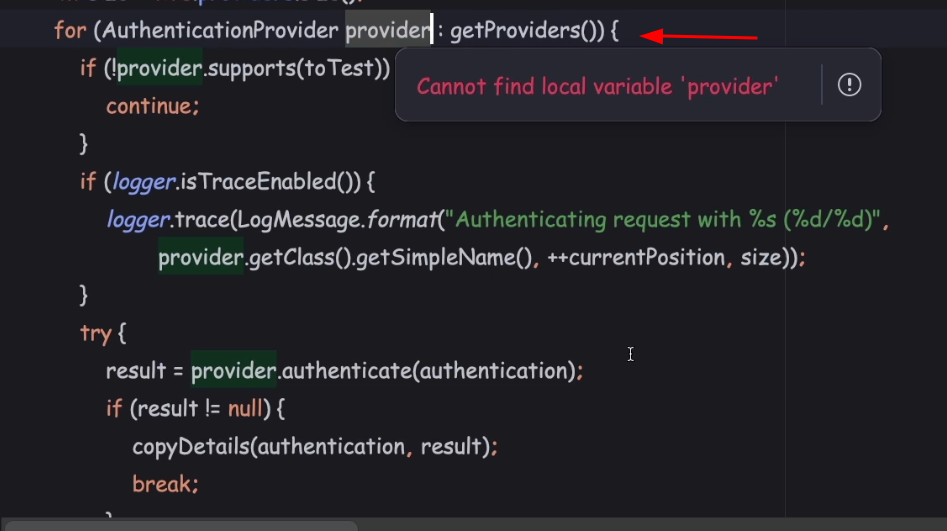 for (AuthenticationProvider provider : getProviders()) {
if (!provider.supports(toTest))
Cannot find local variable 'provider'
continue;
}
if (logger.isTraceEnabled()) {
logger.trace(LogMessage.format("Authenticating request with %s (%d/%d)",
provider.getClass().getSimpleName(), ++currentPosition, size));
}
try {
result = provider.authenticate(authentication);
if (result != null) {
copyDetails(authentication, result);
break;